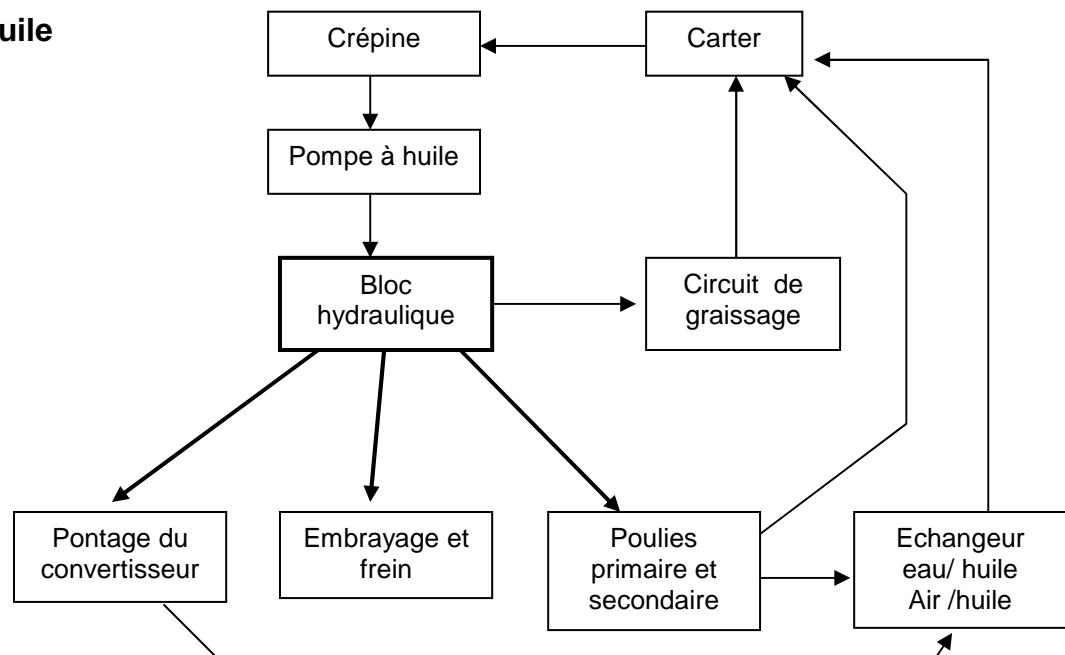 uile
Crépine
Carter
Pompe à huile
Bloc
hydraulique
Circuit de
graissage
Pontage du
convertisseur
Embrayage et
frein
Poulies
primaire et
secondaire
Echangeur
eau/ huile
Air /huile